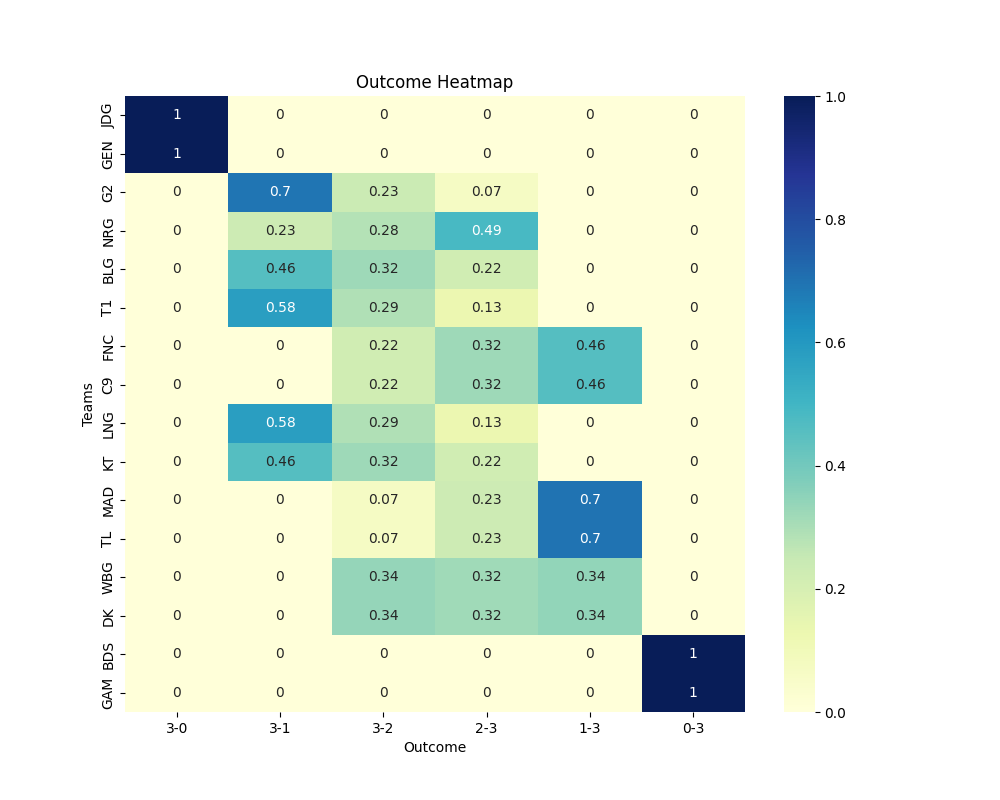 Outcome Heatmap
Teams
JDG 1 0 0 0 0 0
GEN 1 0 0 0 0 0
G2 0 0.7 0.23 0.07 0 0
NRG 0 0.23 0.28 0.49 0 0
BLG 0 0.46 0.32 0.22 0 0
T1 0 0.58 0.29 0.13 0 0
FNC 0 0 0.22 0.32 0.46 0
C9 0 0 0.22 0.32 0.46 0
LNG 0 0.58 0.29 0.13 0 0
KT 0 0.46 0.32 0.22 0 0
MAD 0 0 0.07 0.23 0.7 0
TL 0 0 0.07 0.23 0.7 0
WBG 0 0 0.34 0.32 0.34 0
DK 0 0 0.34 0.32 0.34 0
BDS 0 0 0 0 0 1
GAM 0 0 0 0 0 1
3-0 3-1 3-2 2-3 1-3 0-3
Outcome
1.0
0.8
0.6
0.4
0.2
0.0